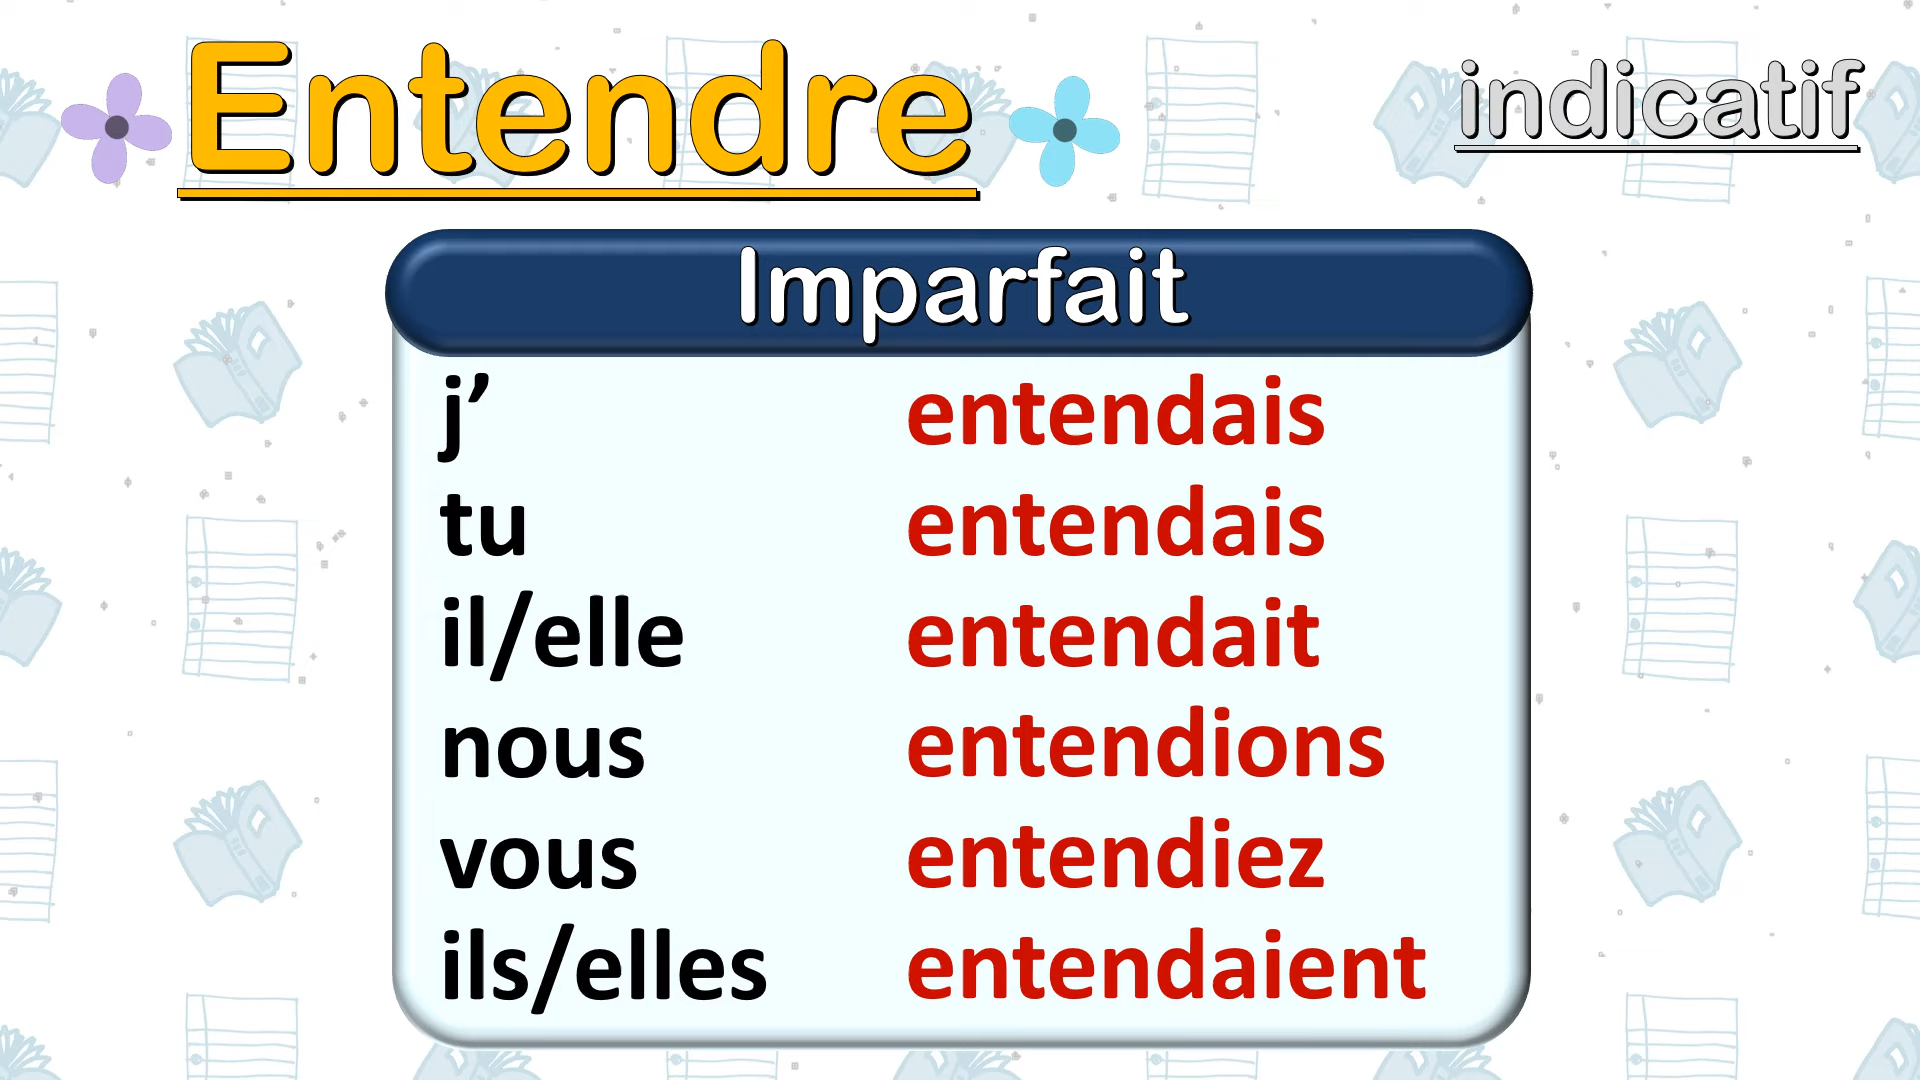 Entendre
indicatif
Imparfait
j’ entendais
tu entendais
il/elle entendait
nous entendions
vous entendiez
ils/elles entendaient